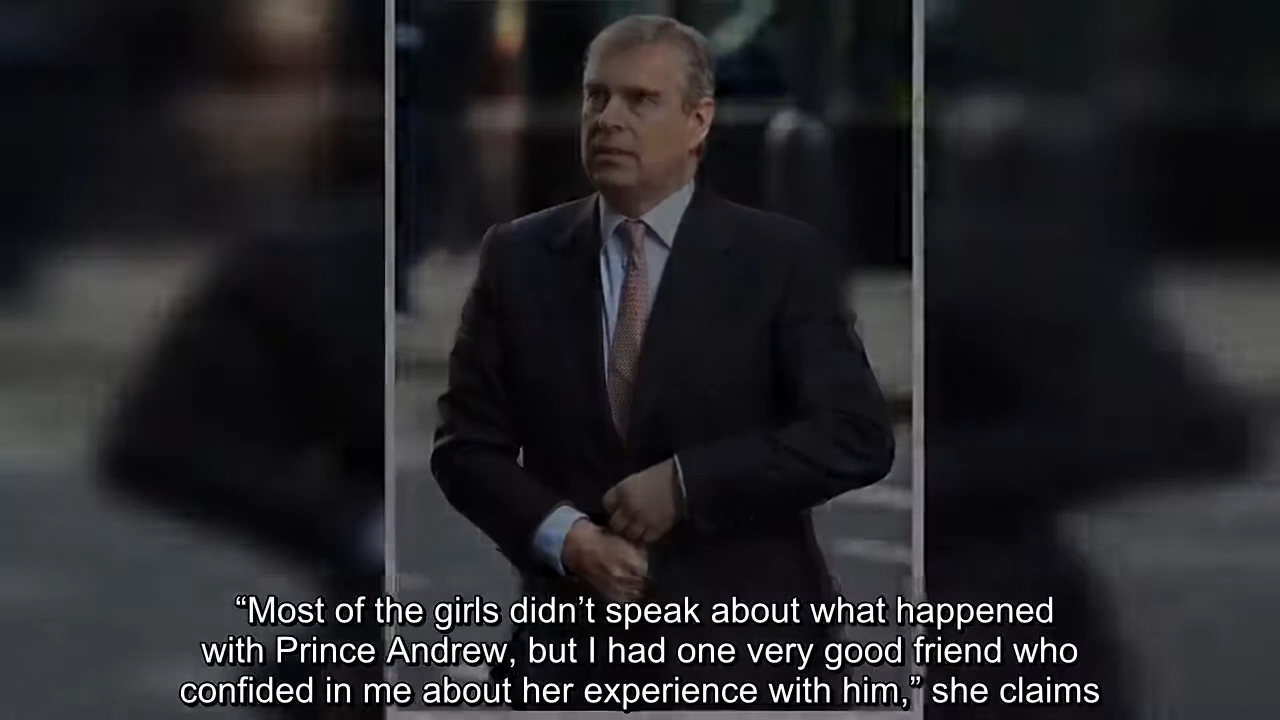 “Most of the girls didn’t speak about what happened
with Prince Andrew, but I had one very good friend who
confided in me about her experience with him,” she claims